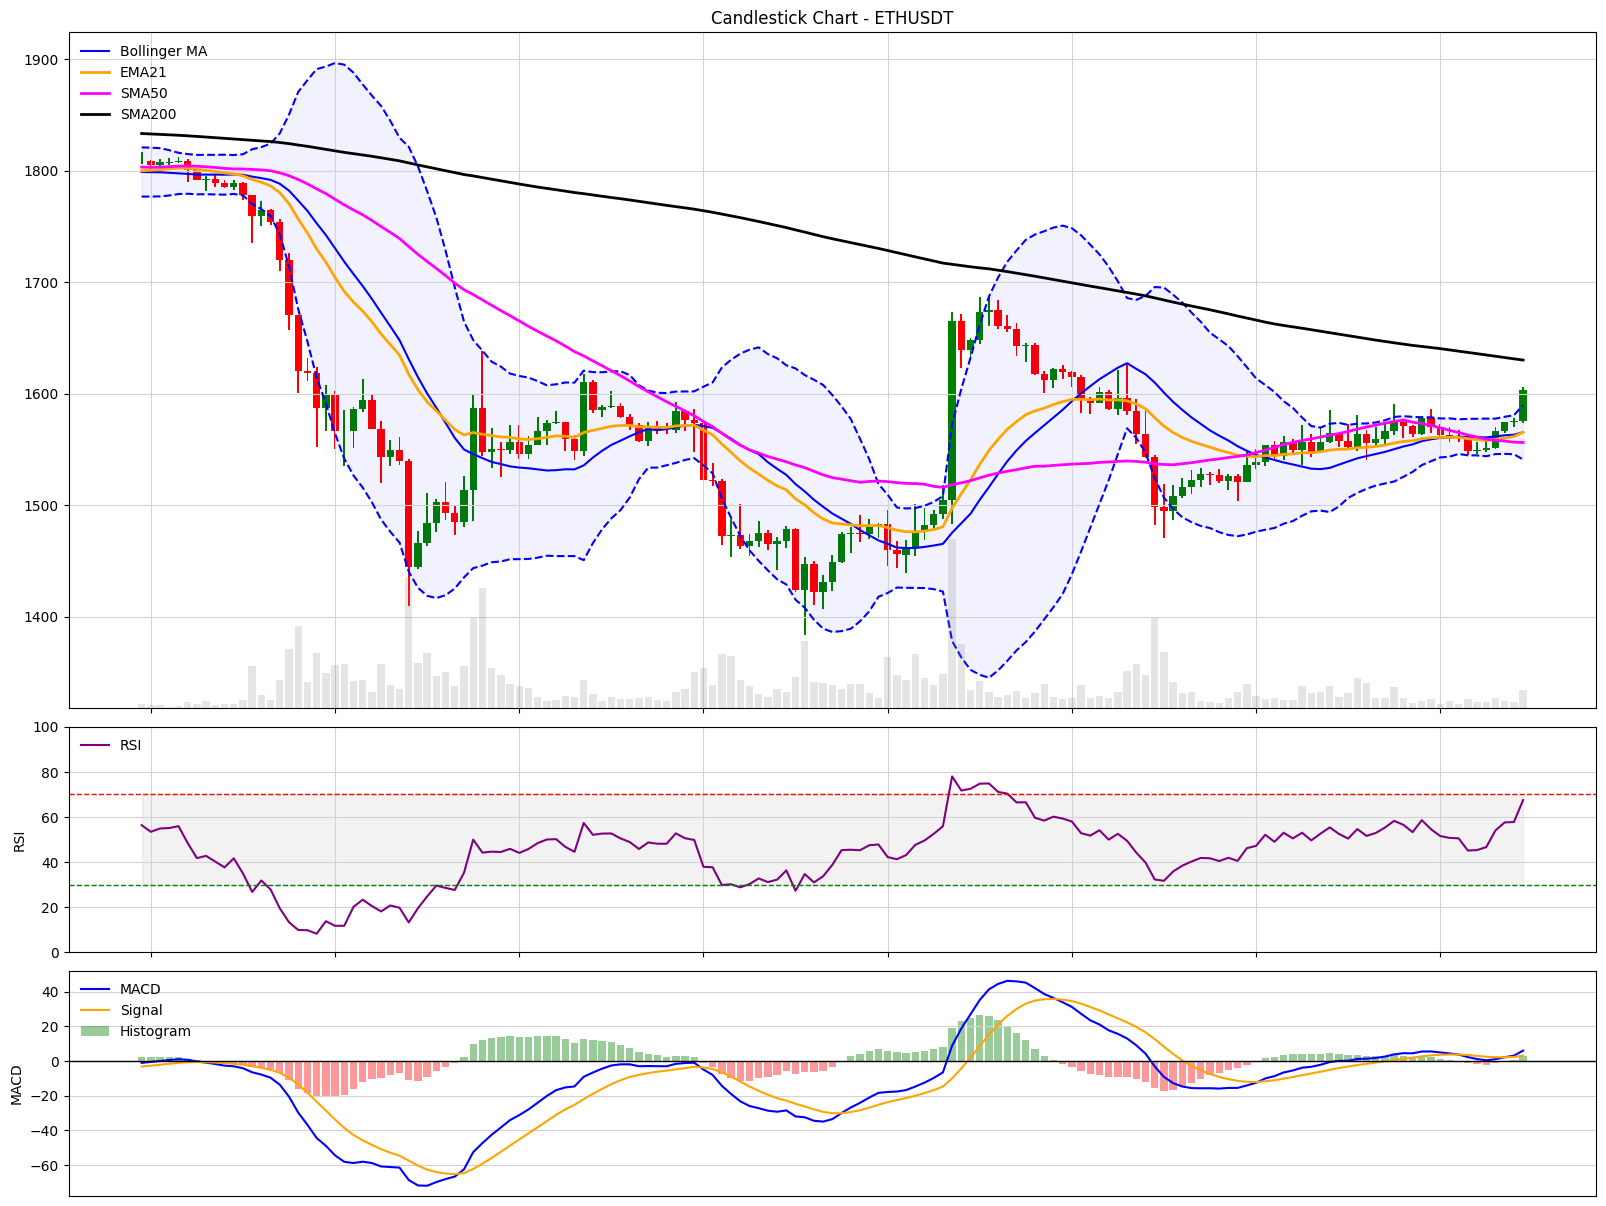 Candlestick Chart - ETHUSDT
Bollinger MA
EMA21
SMA50
SMA200
1900
1800
1700
1600
1500
1400
RSI
100
80
60
40
20
0
RSI
MACD
Signal
Histogram
40
20
0
−20
−40
−60
MACD